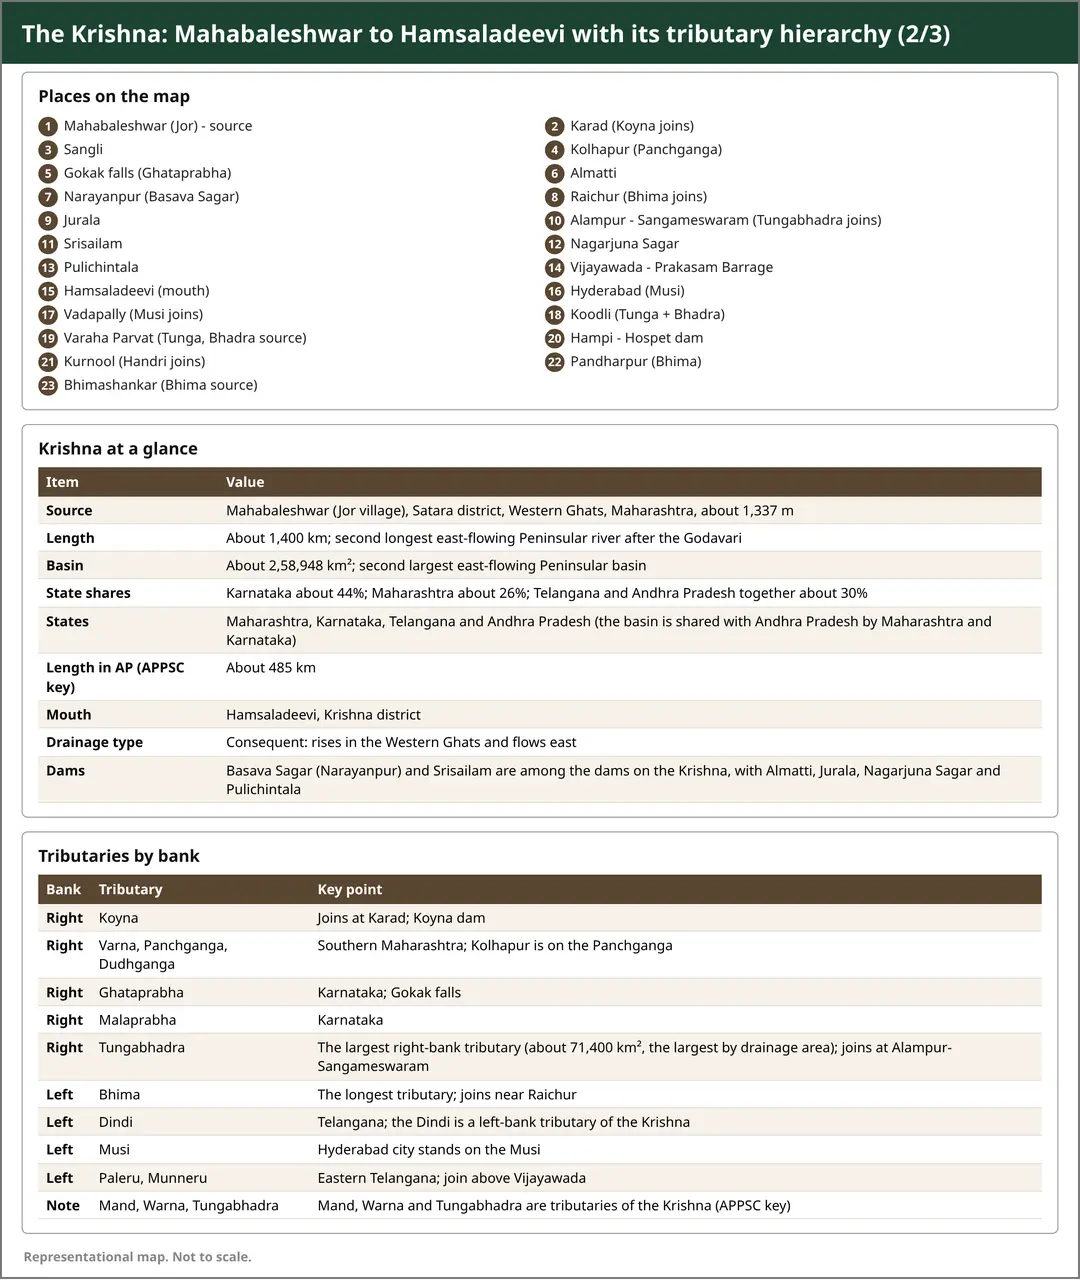 The Krishna: Mahabaleshwar to Hamsaladeevi with its tributary hierarchy (2/3)
Places on the map
1 Mahabaleshwar (Jor) - source
2 Karad (Koyna joins)
3 Sangli
4 Kolhapur (Panchganga)
5 Gokak falls (Ghataprabha)
6 Almatti
7 Narayanpur (Basava Sagar)
8 Raichur (Bhima joins)
9 Jurala
10 Alampur - Sangameswaram (Tungabhadra joins)
11 Srisailam
12 Nagarjuna Sagar
13 Pulichintala
14 Vijayawada - Prakasam Barrage
15 Hamsaladeevi (mouth)
16 Hyderabad (Musi)
17 Vadapally (Musi joins)
18 Koodli (Tunga + Bhadra)
19 Varaha Parvat (Tunga, Bhadra source)
20 Hampi - Hospet dam
21 Kurnool (Handri joins)
22 Pandharpur (Bhima)
23 Bhimashankar (Bhima source)
Krishna at a glance
Item Value
Source Mahabaleshwar (Jor village), Satara district, Western Ghats, Maharashtra, about 1,337 m
Length About 1,400 km; second longest east-flowing Peninsular river after the Godavari
Basin About 2,58,948 km²; second largest east-flowing Peninsular basin
State shares Karnataka about 44%; Maharashtra about 26%; Telangana and Andhra Pradesh together about 30%
States Maharashtra, Karnataka, Telangana and Andhra Pradesh (the basin is shared with Andhra Pradesh by Maharashtra and
Karnataka)
Length in AP (APPSC About 485 km
key)
Mouth Hamsaladeevi, Krishna district
Drainage type Consequent: rises in the Western Ghats and flows east
Dams Basava Sagar (Narayanpur) and Srisailam are among the dams on the Krishna, with Almatti, Jurala, Nagarjuna Sagar and
Pulichintala
Tributaries by bank
Bank Tributary Key point
Right Koyna Joins at Karad; Koyna dam
Right Varna, Panchganga, Southern Maharashtra; Kolhapur is on the Panchganga
Dudhganga
Right Ghataprabha Karnataka; Gokak falls
Right Malaprabha Karnataka
Right Tungabhadra The largest right-bank tributary (about 71,400 km², the largest by drainage area); joins at Alampur-
Sangameswaram
Left Bhima The longest tributary; joins near Raichur
Left Dindi Telangana; the Dindi is a left-bank tributary of the Krishna
Left Musi Hyderabad city stands on the Musi
Left Paleru, Munneru Eastern Telangana; join above Vijayawada
Note Mand, Warna, Tungabhadra Mand, Warna and Tungabhadra are tributaries of the Krishna (APPSC key)
Representational map. Not to scale.